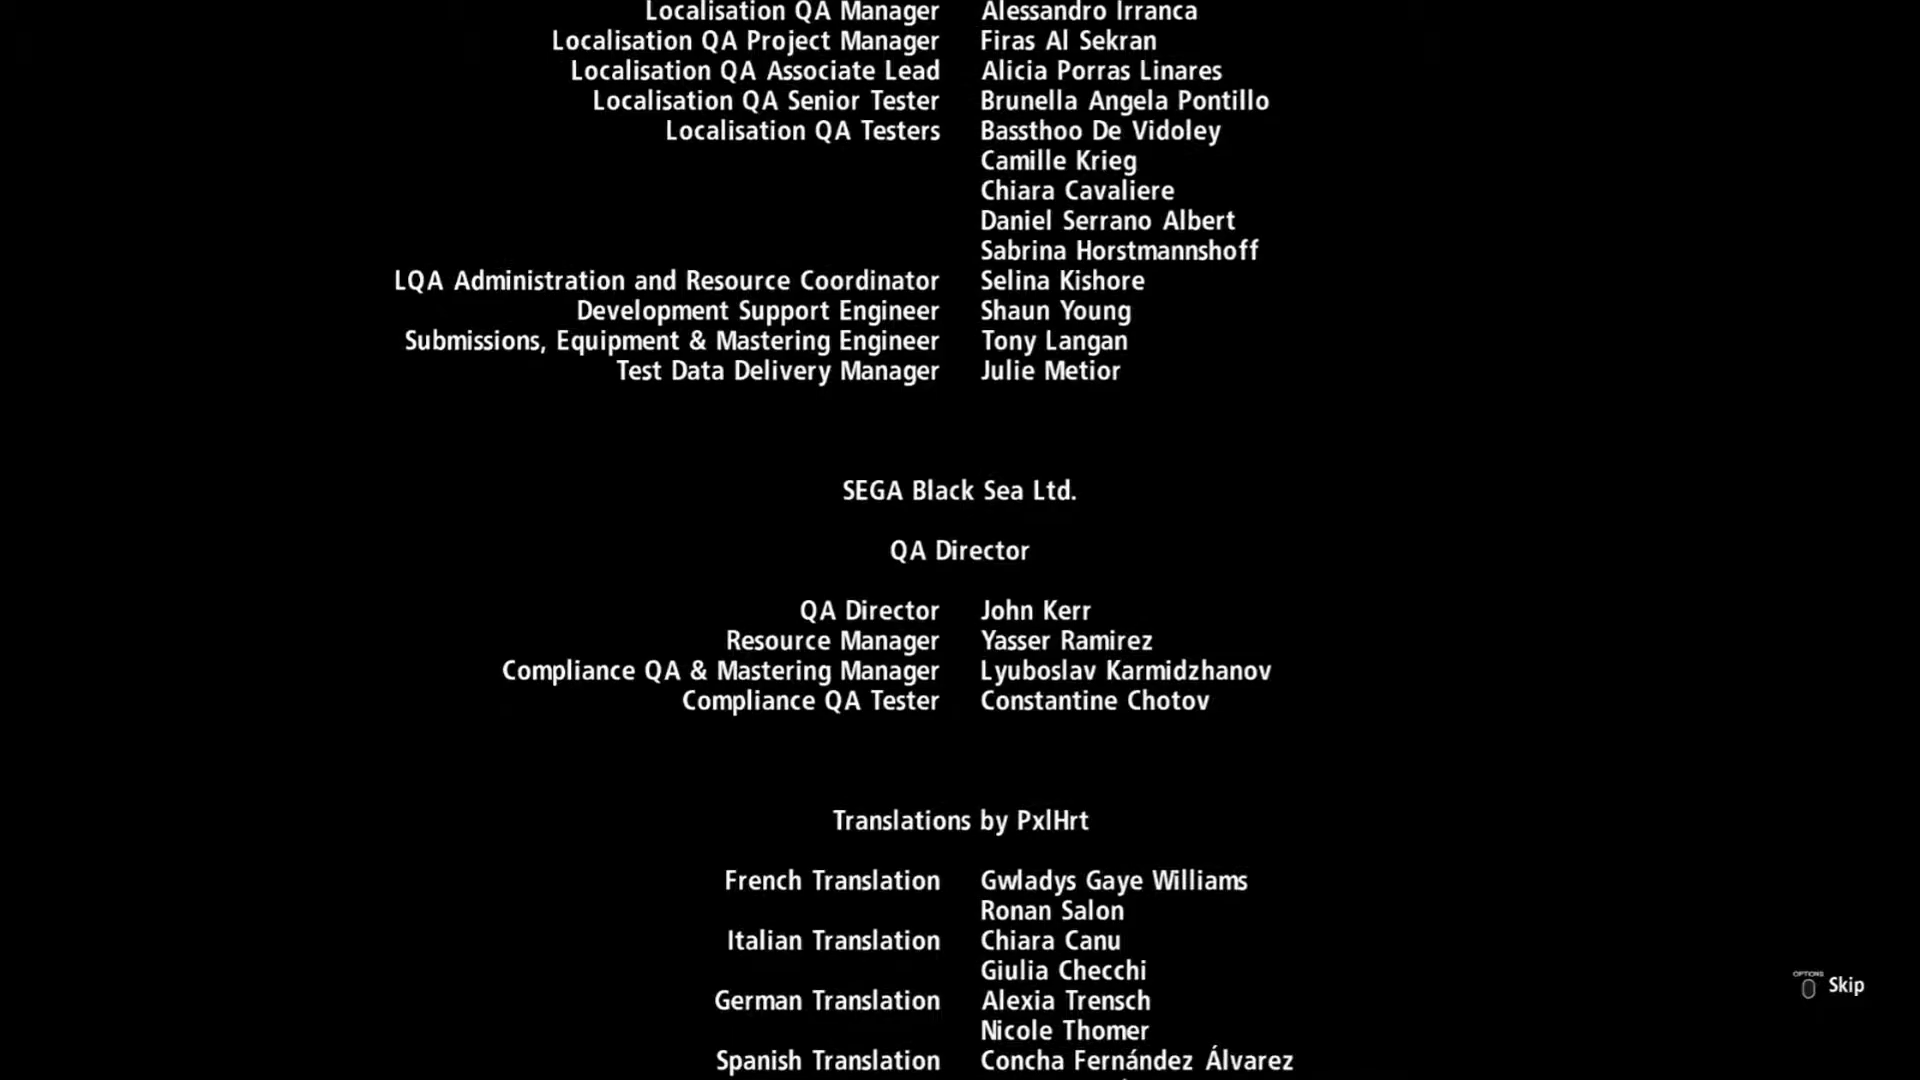 Localisation QA Manager Alessandro Irranca
Localisation QA Project Manager Firas Al Sekran
Localisation QA Associate Lead Alicia Porras Linares
Localisation QA Senior Tester Brunella Angela Pontillo
Localisation QA Testers Bassthoo De Vidoley
Camille Krieg
Chiara Cavaliere
Daniel Serrano Albert
Sabrina Horstmannshoff
LQA Administration and Resource Coordinator Selina Kishore
Development Support Engineer Shaun Young
Submissions, Equipment & Mastering Engineer Tony Langan
Test Data Delivery Manager Julie Metior
SEGA Black Sea Ltd.
QA Director
QA Director John Kerr
Resource Manager Yasser Ramirez
Compliance QA & Mastering Manager Lyuboslav Karmidzhanov
Compliance QA Tester Constantine Chotov
Translations by PxlHrt
French Translation Gwladys Gaye Williams
Ronan Salon
Italian Translation Chiara Canu
Giulia Checchi
German Translation Alexia Trensch
Nicole Thomer
Spanish Translation Concha Fernández Álvarez
OPTIONS Skip